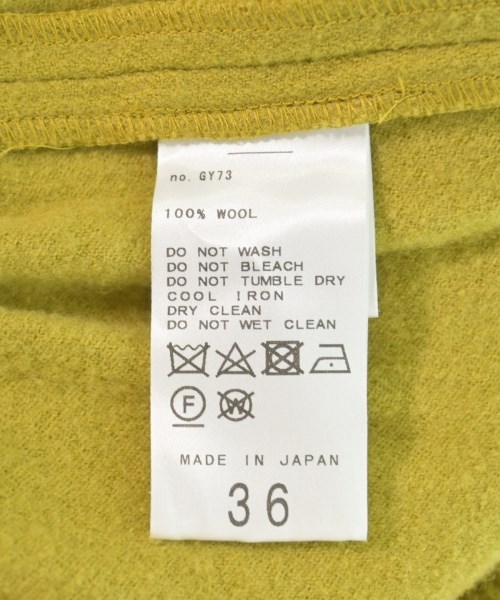 no. GY73
100% WOOL
DO NOT WASH
DO NOT BLEACH
DO NOT TUMBLE DRY
COOL IRON
DRY CLEAN
DO NOT WET CLEAN
F W
MADE IN JAPAN
36